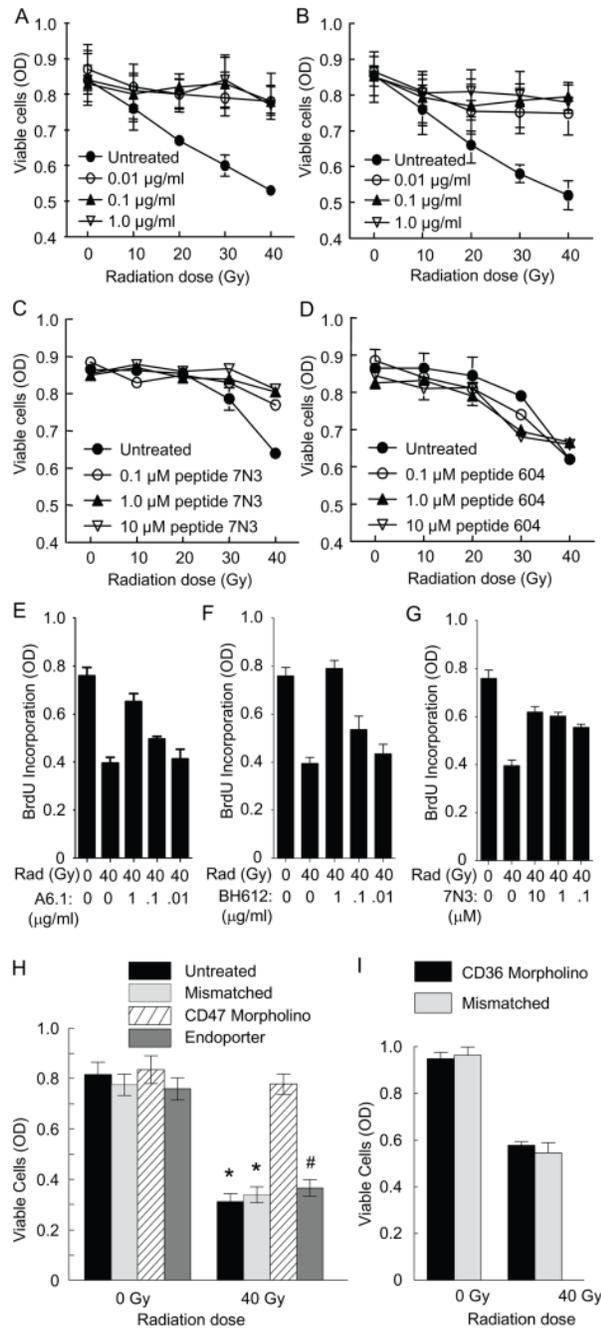 A
Viable cells (OD)
1.0
0.9
0.8
0.7
0.6
0.5
0.4
Untreated
0.01 µg/ml
0.1 µg/ml
1.0 µg/ml
0 10 20 30 40
Radiation dose (Gy)
B
Viable cells (OD)
1.0
0.9
0.8
0.7
0.6
0.5
0.4
Untreated
0.01 µg/ml
0.1 µg/ml
1.0 µg/ml
0 10 20 30 40
Radiation dose (Gy)
C
Viable cells (OD)
1.0
0.9
0.8
0.7
0.6
0.5
0.4
Untreated
0.1 µM peptide 7N3
1.0 µM peptide 7N3
10 µM peptide 7N3
0 10 20 30 40
Radiation dose (Gy)
D
Viable cells (OD)
1.0
0.9
0.8
0.7
0.6
0.5
0.4
Untreated
0.1 µM peptide 604
1.0 µM peptide 604
10 µM peptide 604
0 10 20 30 40
Radiation dose (Gy)
E
BrdU Incorporation (OD)
1.0
0.8
0.6
0.4
0.2
0
Rad (Gy) 0 40 40 40 40
A6.1: 0 0 1 .1 .01
(µg/ml)
F
BrdU Incorporation (OD)
1.0
0.8
0.6
0.4
0.2
0
Rad (Gy) 0 40 40 40 40
BH612: 0 0 1 .1 .01
(µg/ml)
G
BrdU Incorporation (OD)
1.0
0.8
0.6
0.4
0.2
0
Rad (Gy) 0 40 40 40 40
7N3: 0 0 10 1 .1
(µM)
H
Untreated
Mismatched
CD47 Morpholino
Endoporter
Viable Cells (OD)
1.0
0.8
0.6
0.4
0.2
0
* * #
0 Gy 40 Gy
Radiation dose
I
CD36 Morpholino
Mismatched
Viable Cells (OD)
1.0
0.8
0.6
0.4
0.2
0
0 Gy 40 Gy
Radiation dose